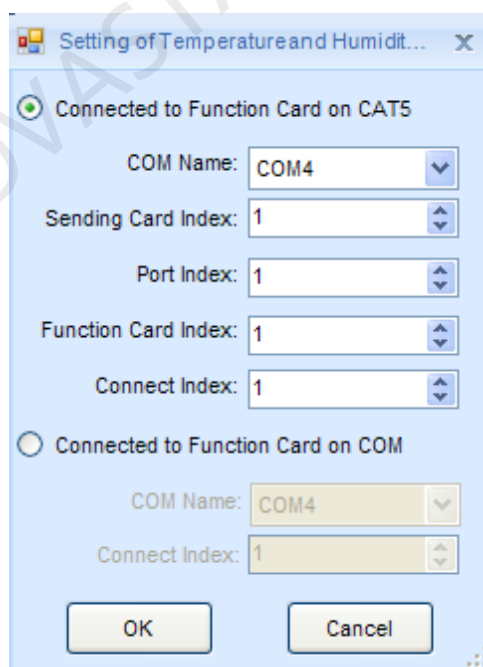 Setting of Temperature and Humidit...
Connected to Function Card on CAT5
COM Name: COM4
Sending Card Index: 1
Port Index: 1
Function Card Index: 1
Connect Index: 1
Connected to Function Card on COM
COM Name: COM4
Connect Index: 1
OK Cancel